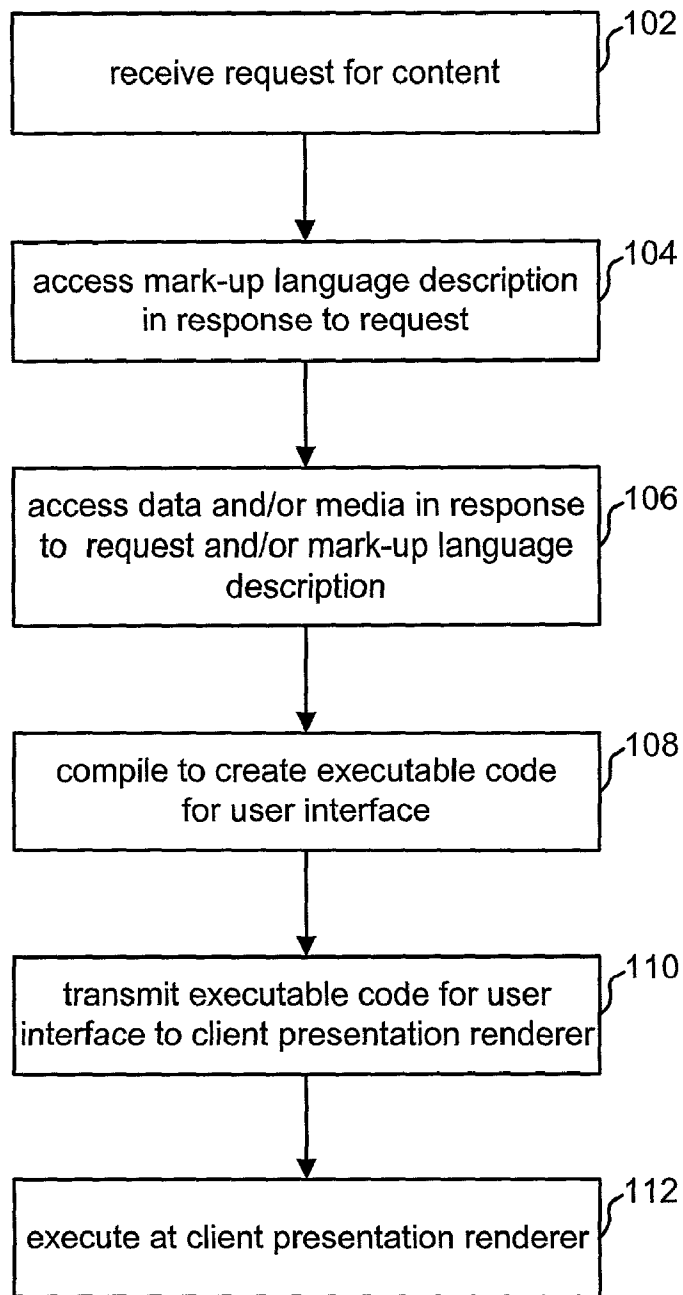 102
receive request for content
104
access mark-up language description
in response to request
106
access data and/or media in response
to request and/or mark-up language
description
108
compile to create executable code
for user interface
110
transmit executable code for user
interface to client presentation renderer
112
execute at client presentation renderer